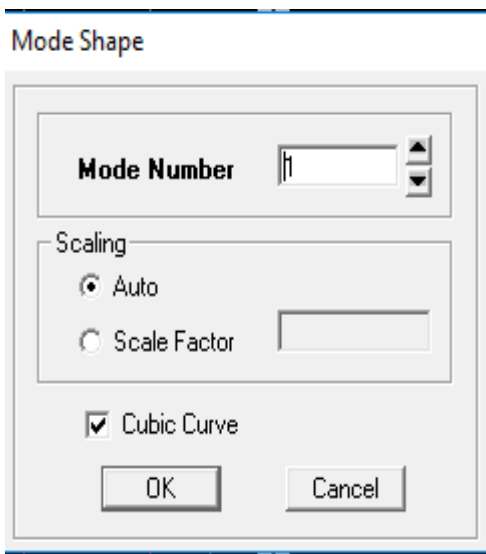 Mode Shape
Mode Number 1
Scaling
Auto
Scale Factor
Cubic Curve
OK Cancel